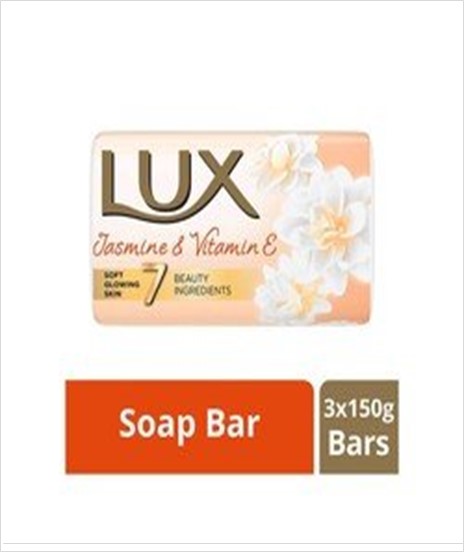 LUX
Jasmine & Vitamin E
SOFT
GLOWING
SKIN
7
BEAUTY
INGREDIENTS
Soap Bar
3x150g
Bars